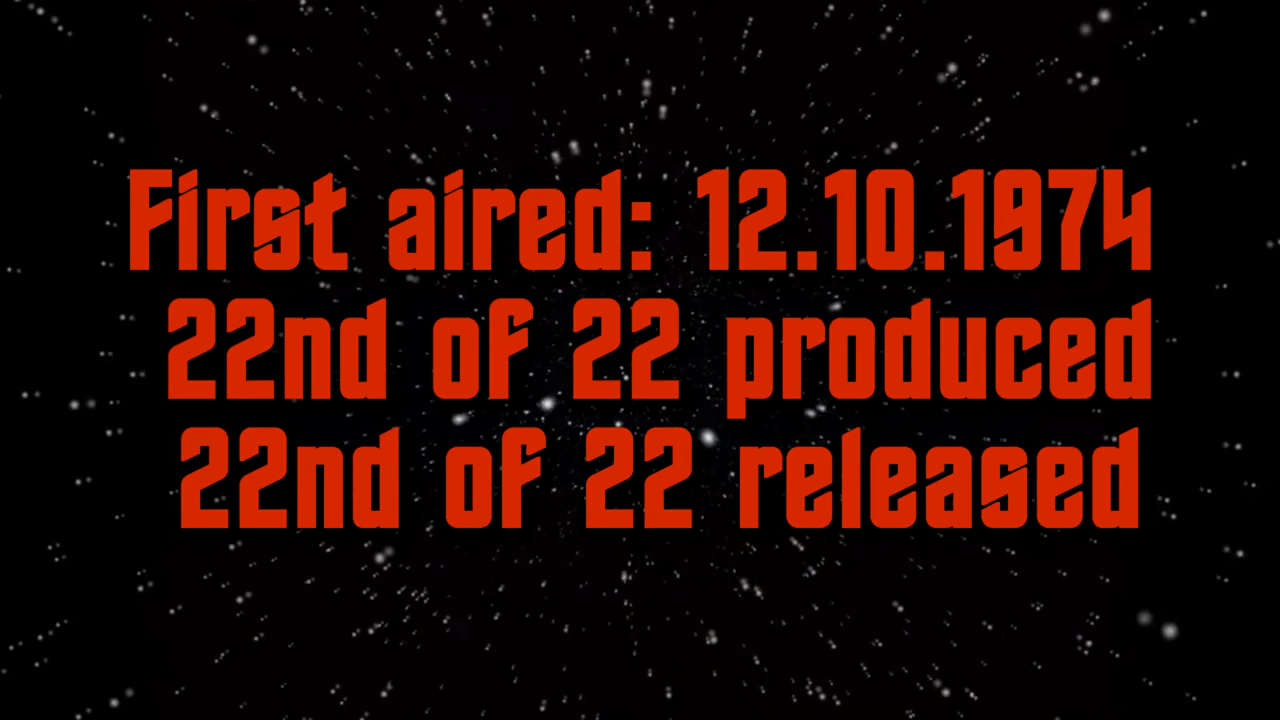 First aired: 12.10.1974
22nd of 22 produced
22nd of 22 released